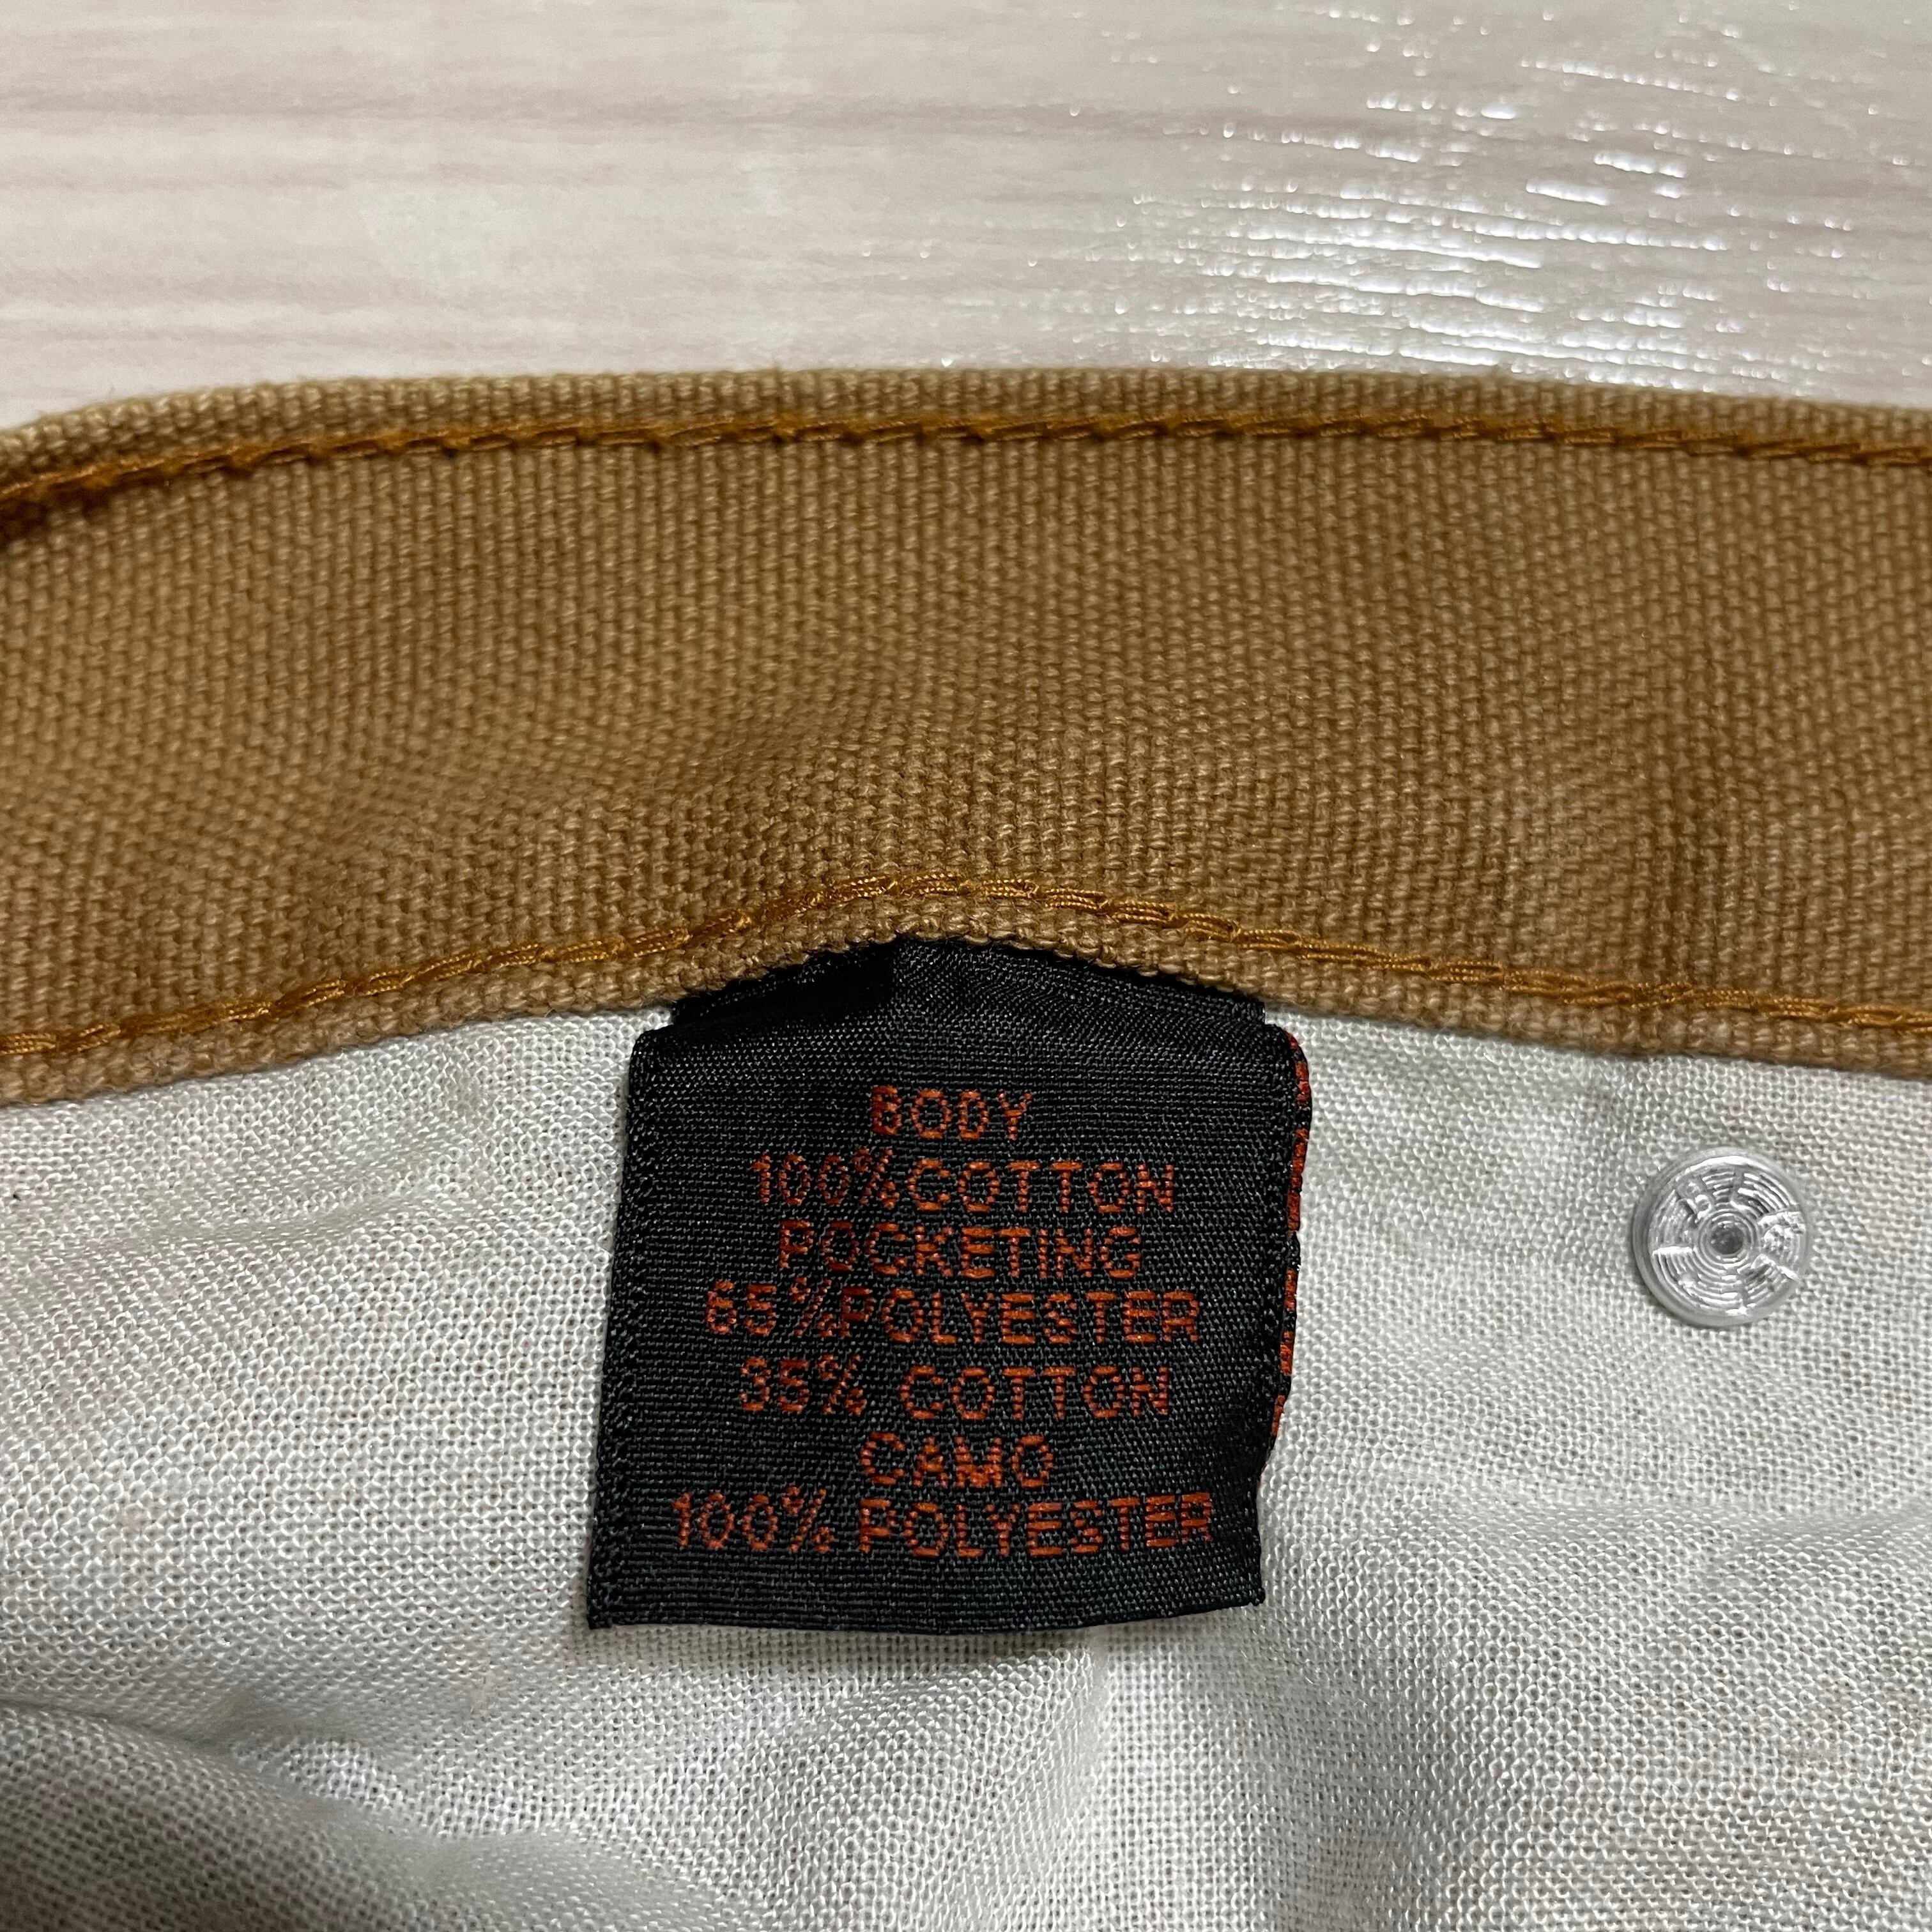 BODY
100%COTTON
POCKETING
65%POLYESTER
35% COTTON
CAMO
100% POLYESTER